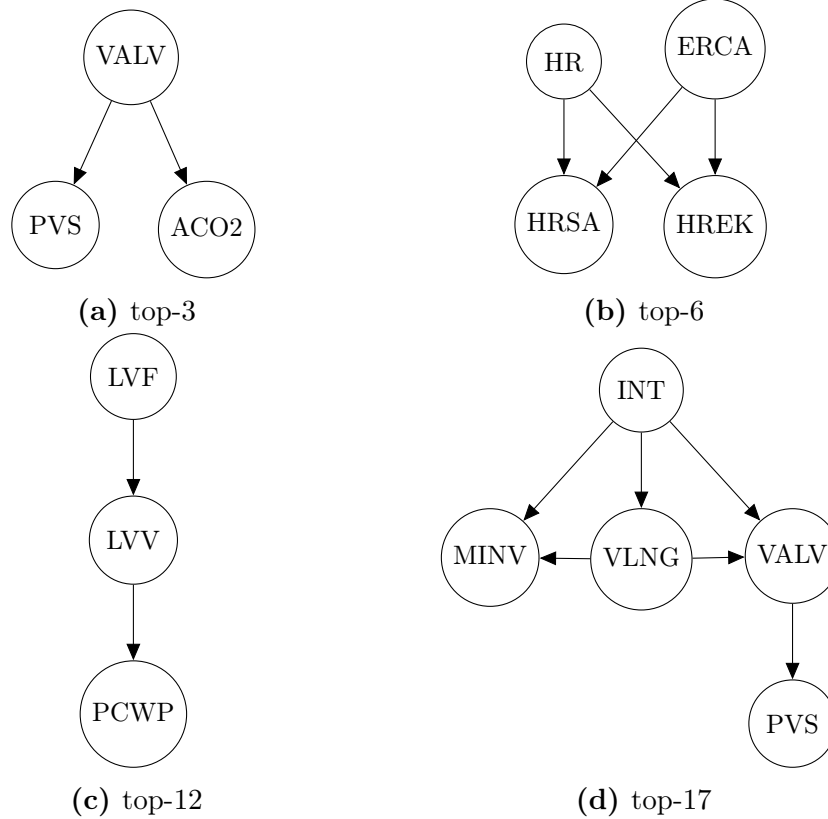 VALV
PVS
ACO2
(a) top-3
HR
ERCA
HRSA
HREK
(b) top-6
LVF
LVV
PCWP
(c) top-12
INT
MINV
VLNG
VALV
PVS
(d) top-17